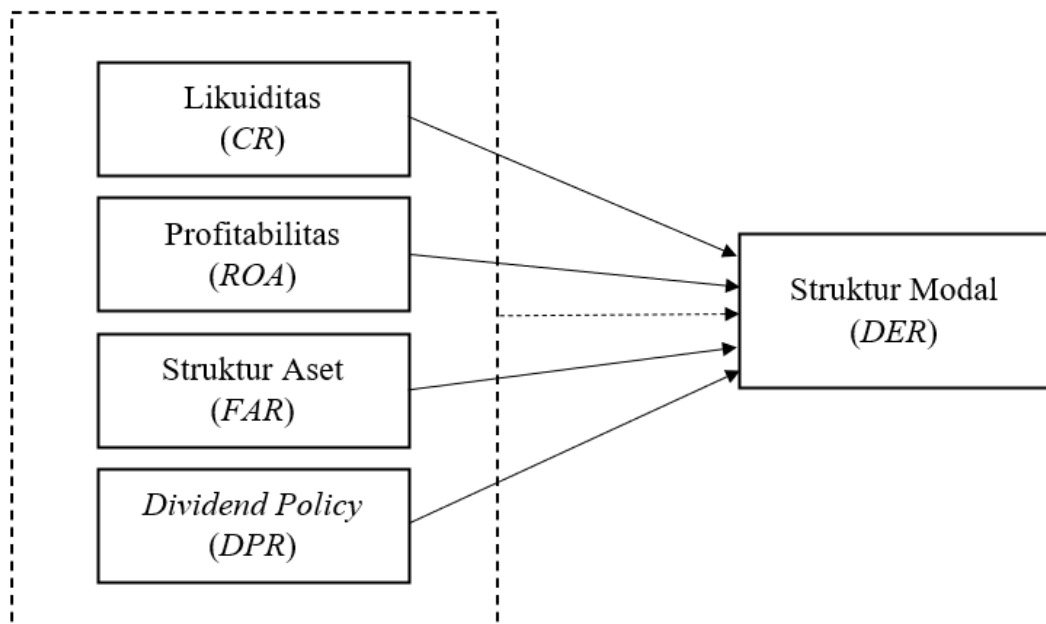 Likuiditas
(CR)
Profitabilitas
(ROA)
Struktur Aset
(FAR)
Dividend Policy
(DPR)
Struktur Modal
(DER)